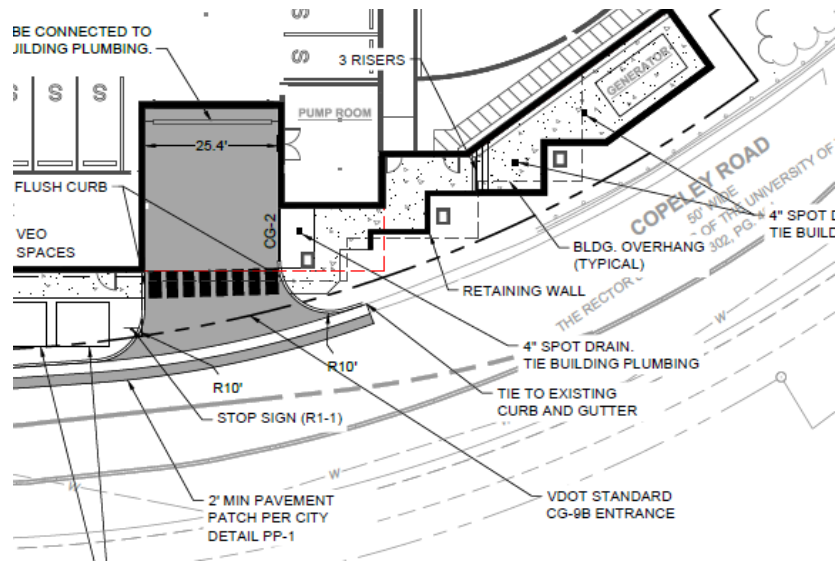 BE CONNECTED TO
BUILDING PLUMBING.
S
S
S
S
S
S
3 RISERS
GENERATOR
PUMP ROOM
25.4'
FLUSH CURB
CG-2
VEO
SPACES
COPELEY ROAD
50' WIDE
OF THE UNIVERSITY OF
THE RECTOR
302, PG.
4" SPOT
TIE BUILD
BLDG. OVERHANG
(TYPICAL)
RETAINING WALL
4" SPOT DRAIN.
TIE BUILDING PLUMBING
R10'
R10'
TIE TO EXISTING
CURB AND GUTTER
STOP SIGN (R1-1)
W
W
W
2' MIN PAVEMENT
PATCH PER CITY
DETAIL PP-1
VDOT STANDARD
CG-9B ENTRANCE